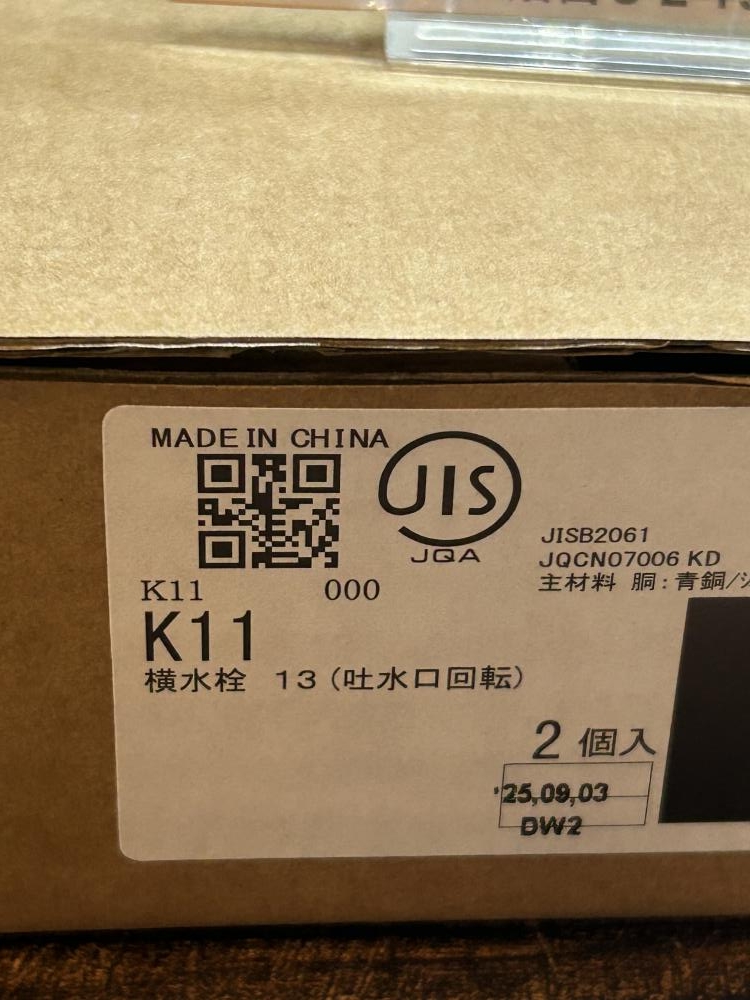 MADE IN CHINA
JIS
JQA
JISB2061
JQCN07006 KD
主材料 胴:青銅/
K11 000
K11
横水栓 13(吐水口回転)
2個入
'25,09,03
DW2